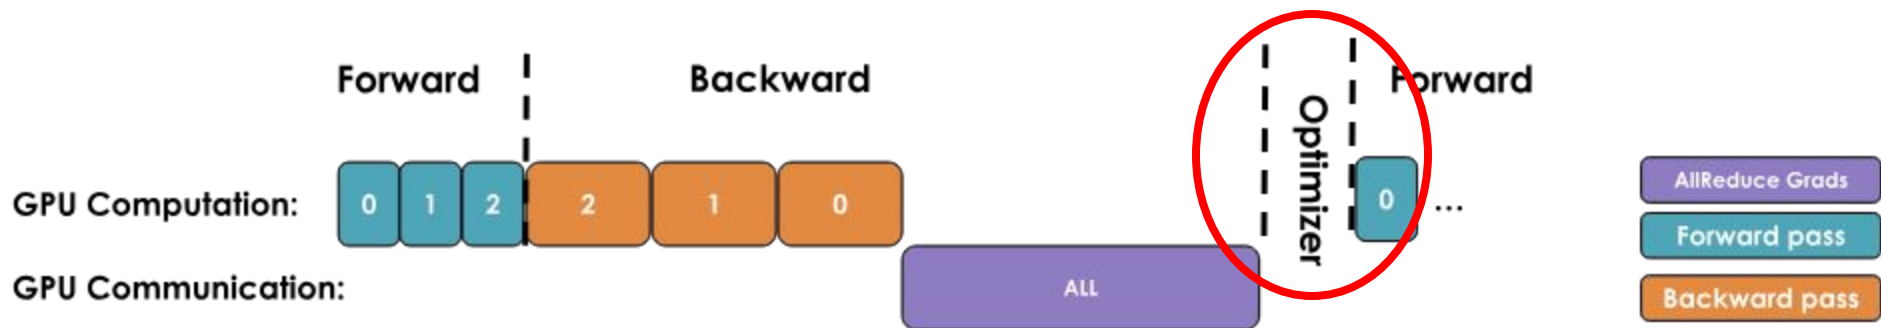 Forward
Backward
Optimizer
Forward
GPU Computation:
0
1
2
2
1
0
0
...
GPU Communication:
ALL
AllReduce Grads
Forward pass
Backward pass